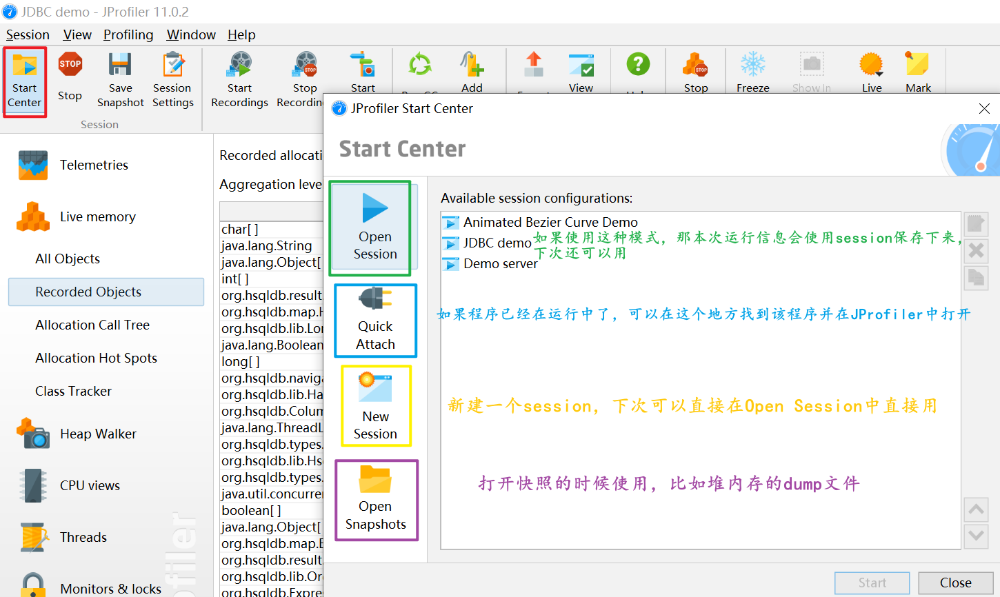 JDBC demo - JProfiler 11.0.2
Session View Profiling Window Help
Start Center
Stop
Save Snapshot
Session Settings
Session
Start Recordings
STOP
Stop Recording
Start
Add
View
Stop
Freeze
Show In
Live
Mark
Telemetries
Live memory
All Objects
Recorded Objects
Allocation Call Tree
Allocation Hot Spots
Class Tracker
Heap Walker
CPU views
Threads
Monitors & locks
Recorded allocati
Aggregation leve
char[ ]
java.lang.String
java.lang.Object[
int[ ]
org.hsqldb.result
org.hsqldb.map.H
org.hsqldb.lib.Lon
java.lang.Boolean
long[ ]
org.hsqldb.naviga
org.hsqldb.lib.Ha
org.hsqldb.Colum
java.lang.ThreadL
org.hsqldb.types.
org.hsqldb.lib.Hs
org.hsqldb.types.
java.util.concurre
boolean[ ]
java.lang.Object[
org.hsqldb.map.B
org.hsqldb.result
org.hsqldb.lib.Or
org.hsqldb.Expre
JProfiler Start Center
Start Center
Open Session
Quick Attach
New Session
Open Snapshots
Available session configurations:
Animated Bezier Curve Demo
JDBC demo
Demo server
如果使用这种模式，那本次运行信息会使用session保存下来，
下次还可以用
如果程序已经在运行中了，可以在这个地方找到该程序并在JProfiler中打开
新建一个session，下次可以直接在Open Session中直接用
打开快照的时候使用，比如堆内存的dump文件
Start
Close